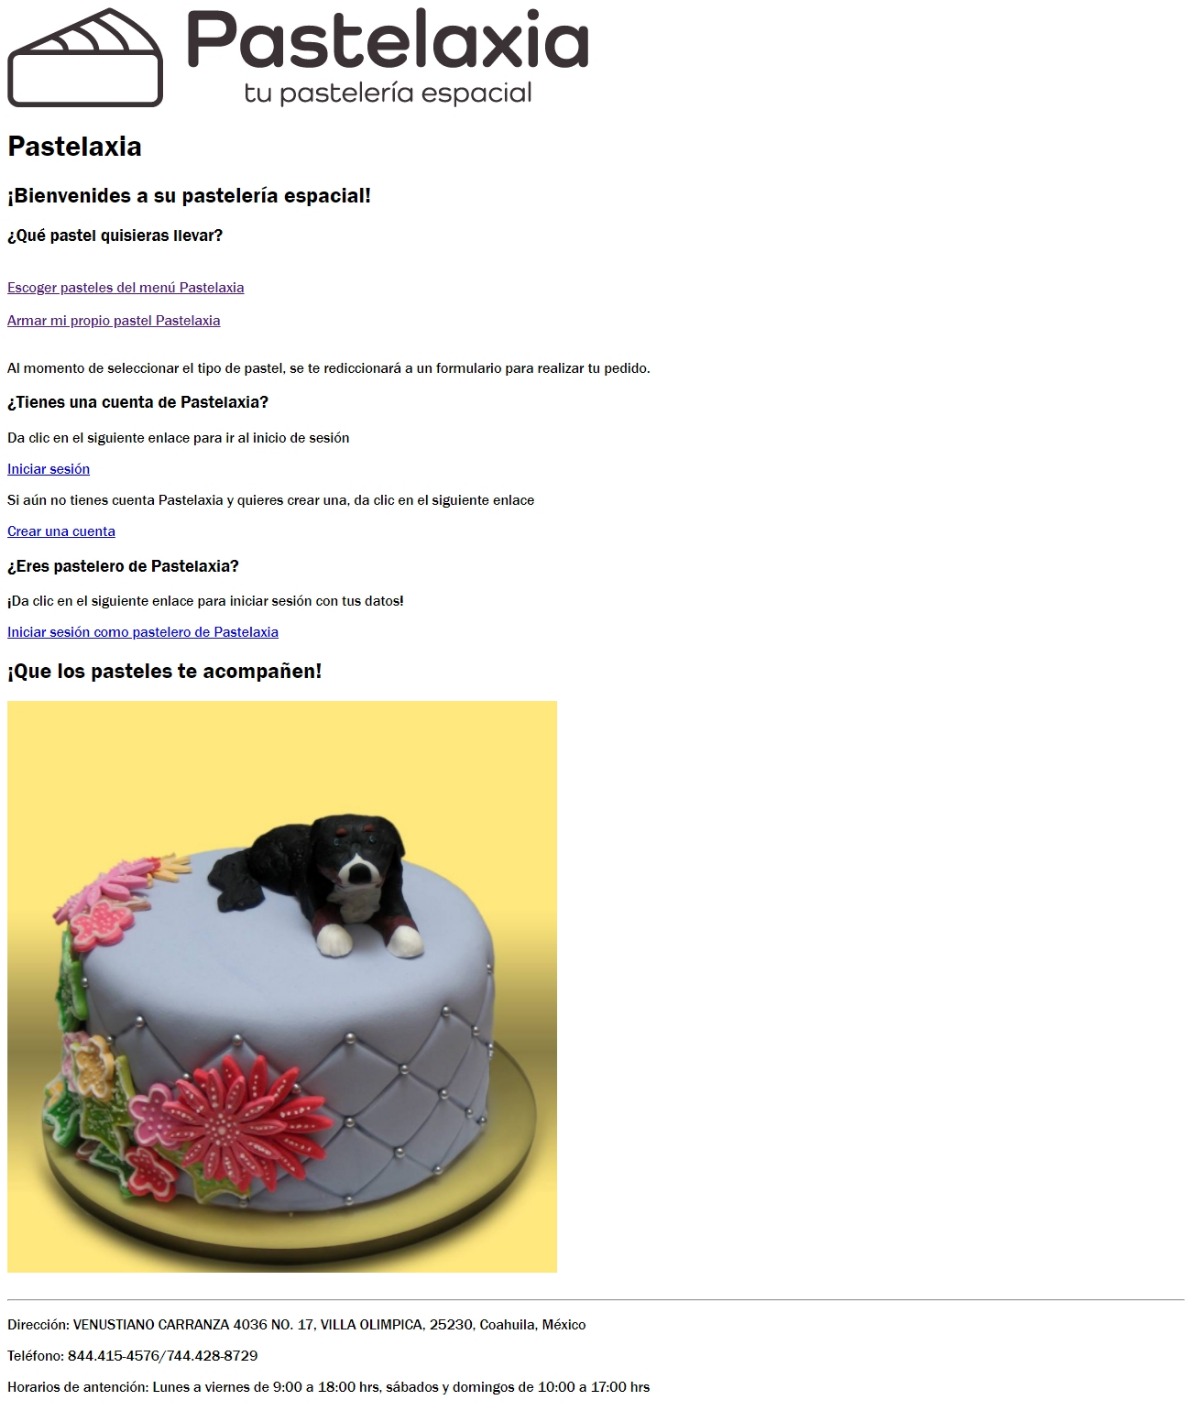 Pastelaxia
tu pastelería espacial
Pastelaxia
¡Bienvenides a su pastelería espacial!
¿Qué pastel quisieras llevar?
Escoger pasteles del menú Pastelaxia
Armar mi propio pastel Pastelaxia
Al momento de seleccionar el tipo de pastel, se te rediccionará a un formulario para realizar tu pedido.
¿Tienes una cuenta de Pastelaxia?
Da clic en el siguiente enlace para ir al inicio de sesión
Iniciar sesión
Si aún no tienes cuenta Pastelaxia y quieres crear una, da clic en el siguiente enlace
Crear una cuenta
¿Eres pastelero de Pastelaxia?
¡Da clic en el siguiente enlace para iniciar sesión con tus datos!
Iniciar sesión como pastelero de Pastelaxia
¡Que los pasteles te acompañen!
Dirección: VENUSTIANO CARRANZA 4036 NO. 17, VILLA OLIMPICA, 25230, Coahuila, México
Teléfono: 844.415-4576/744.428-8729
Horarios de antención: Lunes a viernes de 9:00 a 18:00 hrs, sábados y domingos de 10:00 a 17:00 hrs